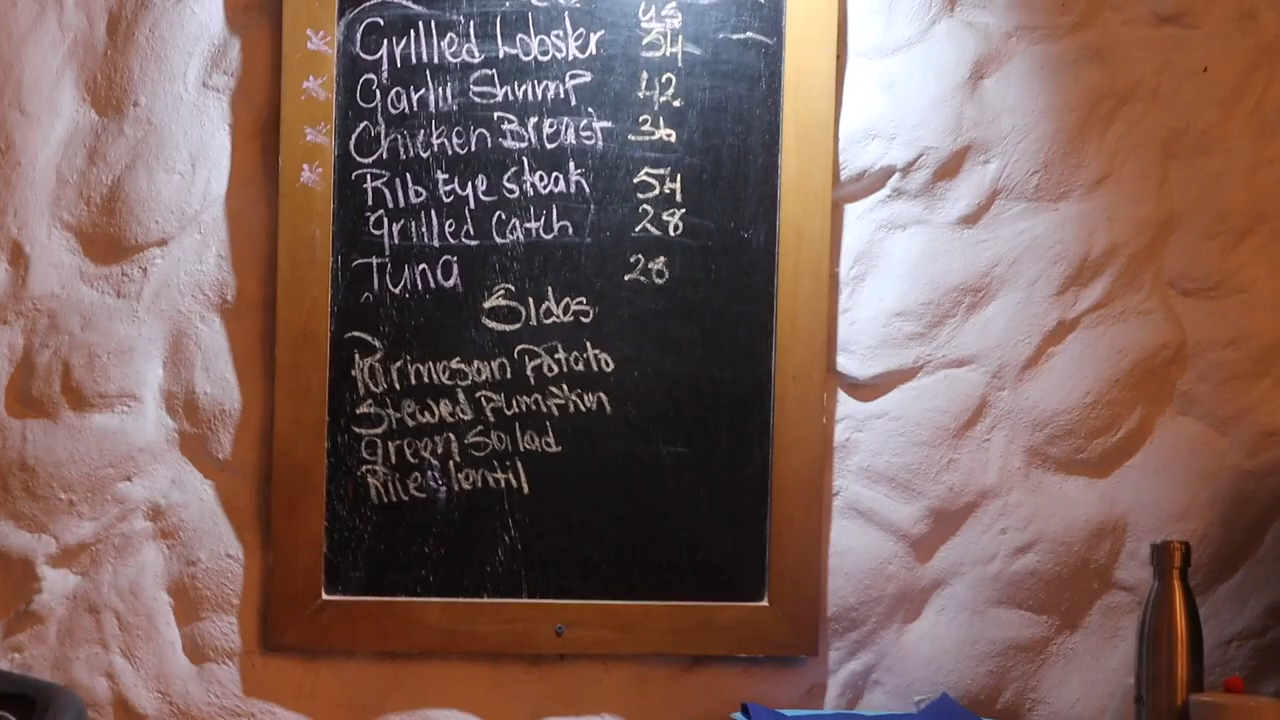 US
Grilled Lobster 54
Garlic Shrimp 42
Chicken Breast 36
Rib Eye steak 54
grilled Catch 28
Tuna 28
Sides
Parmesan Potato
Stewed Pumpkin
green Salad
Rice lentil